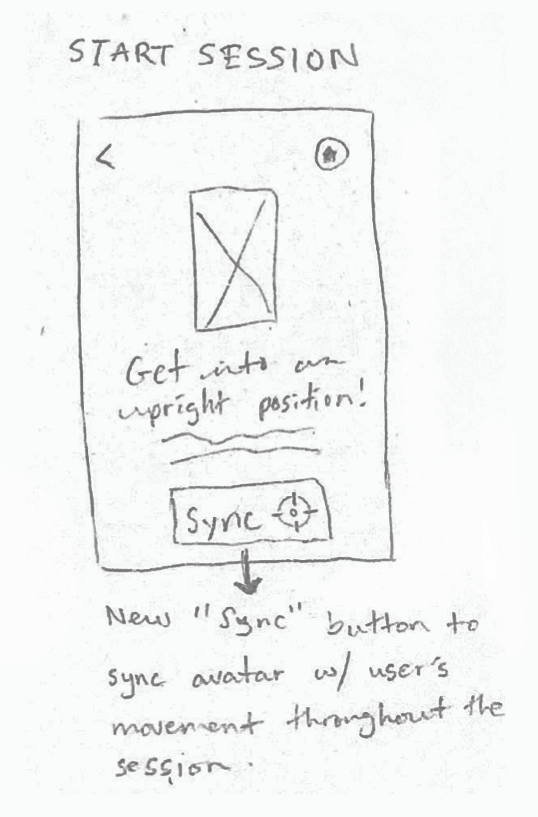 START SESSION
<
Get into an
upright position!
Sync
New "Sync" button to
sync avatar w/ user's
movement throughout the
session.